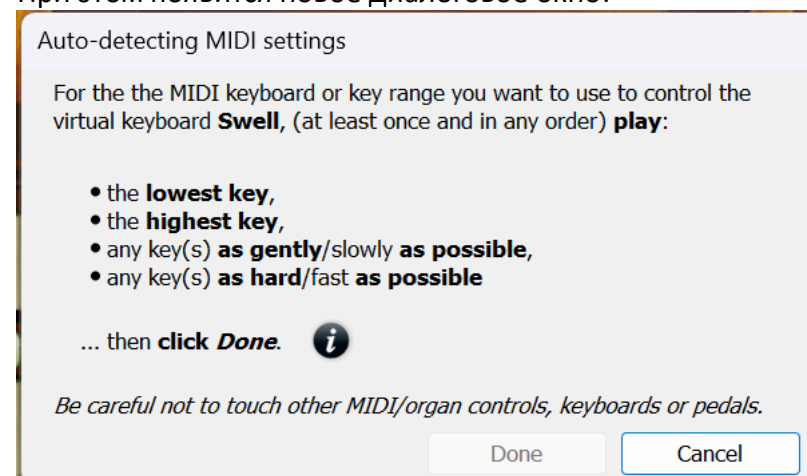 При этом появится новое диалоговое окно:
Auto-detecting MIDI settings
For the the MIDI keyboard or key range you want to use to control the
virtual keyboard Swell, (at least once and in any order) play:
• the lowest key,
• the highest key,
• any key(s) as gently/slowly as possible,
• any key(s) as hard/fast as possible
... then click Done.
Be careful not to touch other MIDI/organ controls, keyboards or pedals.
Done Cancel